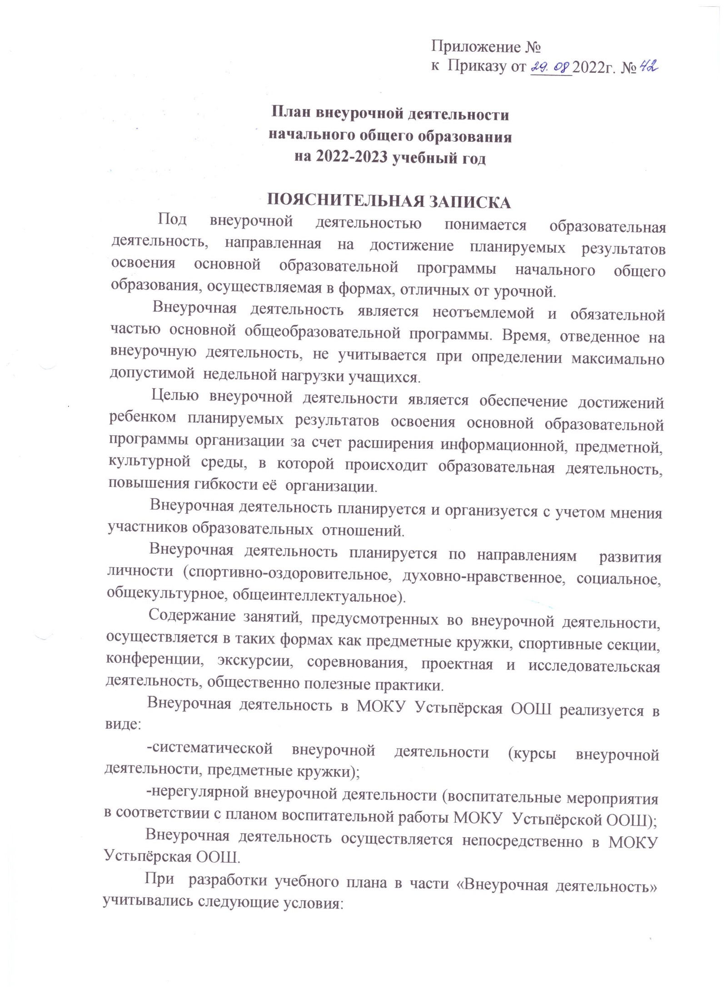 Приложение №
к Приказу от 29.08 2022г. № 42
План внеурочной деятельности
начального общего образования
на 2022-2023 учебный год
ПОЯСНИТЕЛЬНАЯ ЗАПИСКА
Под внеурочной деятельностью понимается образовательная
деятельность, направленная на достижение планируемых результатов
освоения основной образовательной программы начального общего
образования, осуществляемая в формах, отличных от урочной.
Внеурочная деятельность является неотъемлемой и обязательной
частью основной общеобразовательной программы. Время, отведенное на
внеурочную деятельность, не учитывается при определении максимально
допустимой недельной нагрузки учащихся.
Целью внеурочной деятельности является обеспечение достижений
ребенком планируемых результатов освоения основной образовательной
программы организации за счет расширения информационной, предметной,
культурной среды, в которой происходит образовательная деятельность,
повышения гибкости её организации.
Внеурочная деятельность планируется и организуется с учетом мнения
участников образовательных отношений.
Внеурочная деятельность планируется по направлениям развития
личности (спортивно-оздоровительное, духовно-нравственное, социальное,
общекультурное, общеинтеллектуальное).
Содержание занятий, предусмотренных во внеурочной деятельности,
осуществляется в таких формах как предметные кружки, спортивные секции,
конференции, экскурсии, соревнования, проектная и исследовательская
деятельность, общественно полезные практики.
Внеурочная деятельность в МОКУ Устьпёрская ООШ реализуется в
виде:
-систематической внеурочной деятельности (курсы внеурочной
деятельности, предметные кружки);
-нерегулярной внеурочной деятельности (воспитательные мероприятия
в соответствии с планом воспитательной работы МОКУ Устьпёрской ООШ);
Внеурочная деятельность осуществляется непосредственно в МОКУ
Устьпёрская ООШ.
При разработки учебного плана в части «Внеурочная деятельность»
учитывались следующие условия: